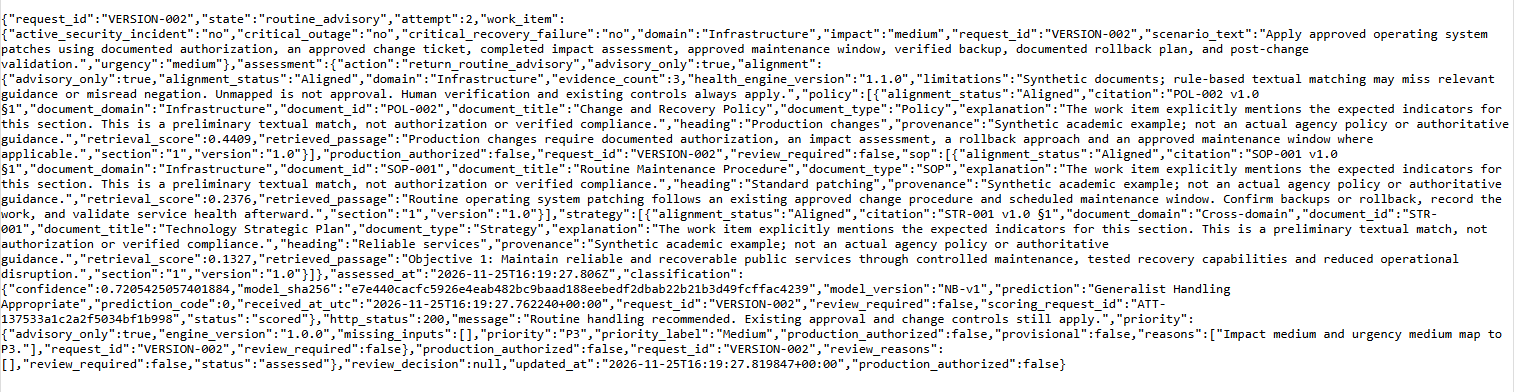 {"request_id":"VERSION-002","state":"routine_advisory","attempt":2,"work_item":
{"active_security_incident":"no","critical_outage":"no","critical_recovery_failure":"no","domain":"Infrastructure","impact":"medium","request_id":"VERSION-002","scenario_text":"Apply approved operating system
patches using documented authorization, an approved change ticket, completed impact assessment, approved maintenance window, verified backup, documented rollback plan, and post-change
validation.","urgency":"medium"},"assessment":{"action":"return_routine_advisory","advisory_only":true,"alignment":
{"advisory_only":true,"alignment_status":"Aligned","domain":"Infrastructure","evidence_count":3,"health_engine_version":"1.1.0","limitations":"Synthetic documents; rule-based textual matching may miss relevant
guidance or misread negation. Unmapped is not approval. Human verification and existing controls always apply.","policy":[{"alignment_status":"Aligned","citation":"POL-002 v1.0
§1","document_domain":"Infrastructure","document_id":"POL-002","document_title":"Change and Recovery Policy","document_type":"Policy","explanation":"The work item explicitly mentions the expected indicators for
this section. This is a preliminary textual match, not authorization or verified compliance.","heading":"Production changes","provenance":"Synthetic academic example; not an actual agency policy or authoritative
guidance.","retrieval_score":0.4409,"retrieved_passage":"Production changes require documented authorization, an impact assessment, a rollback approach and an approved maintenance window where
applicable.","section":"1","version":"1.0"}],"production_authorized":false,"request_id":"VERSION-002","review_required":false,"sop":[{"alignment_status":"Aligned","citation":"SOP-001 v1.0
§1","document_domain":"Infrastructure","document_id":"SOP-001","document_title":"Routine Maintenance Procedure","document_type":"SOP","explanation":"The work item explicitly mentions the expected indicators for
this section. This is a preliminary textual match, not authorization or verified compliance.","heading":"Standard patching","provenance":"Synthetic academic example; not an actual agency policy or authoritative
guidance.","retrieval_score":0.2376,"retrieved_passage":"Routine operating system patching follows an existing approved change procedure and scheduled maintenance window. Confirm backups or rollback, record the
work, and validate service health afterward.","section":"1","version":"1.0"}],"strategy":[{"alignment_status":"Aligned","citation":"STR-001 v1.0 §1","document_domain":"Cross-domain","document_id":"STR-
001","document_title":"Technology Strategic Plan","document_type":"Strategy","explanation":"The work item explicitly mentions the expected indicators for this section. This is a preliminary textual match, not
authorization or verified compliance.","heading":"Reliable services","provenance":"Synthetic academic example; not an actual agency policy or authoritative
guidance.","retrieval_score":0.1327,"retrieved_passage":"Objective 1: Maintain reliable and recoverable public services through controlled maintenance, tested recovery capabilities and reduced operational
disruption.","section":"1","version":"1.0"}]},"assessed_at":"2026-11-25T16:19:27.806Z","classification":
{"confidence":0.7205425057401884,"model_sha256":"e7e440cacfc5926e4eab482bc9baad188eebedf2dbab22b21b3d49fcffac4239","model_version":"NB-v1","prediction":"Generalist Handling
Appropriate","prediction_code":0,"received_at_utc":"2026-11-25T16:19:27.762240+00:00","request_id":"VERSION-002","review_required":false,"scoring_request_id":"ATT-
137533a1c2a2f5034bf1b998","status":"scored"},"http_status":200,"message":"Routine handling recommended. Existing approval and change controls still apply.","priority":
{"advisory_only":true,"engine_version":"1.0.0","missing_inputs":[],"priority":"P3","priority_label":"Medium","production_authorized":false,"provisional":false,"reasons":["Impact medium and urgency medium map to
P3."],"request_id":"VERSION-002","review_required":false},"production_authorized":false,"request_id":"VERSION-002","review_reasons":
[],"review_required":false,"status":"assessed"},"review_decision":null,"updated_at":"2026-11-25T16:19:27.819847+00:00","production_authorized":false}